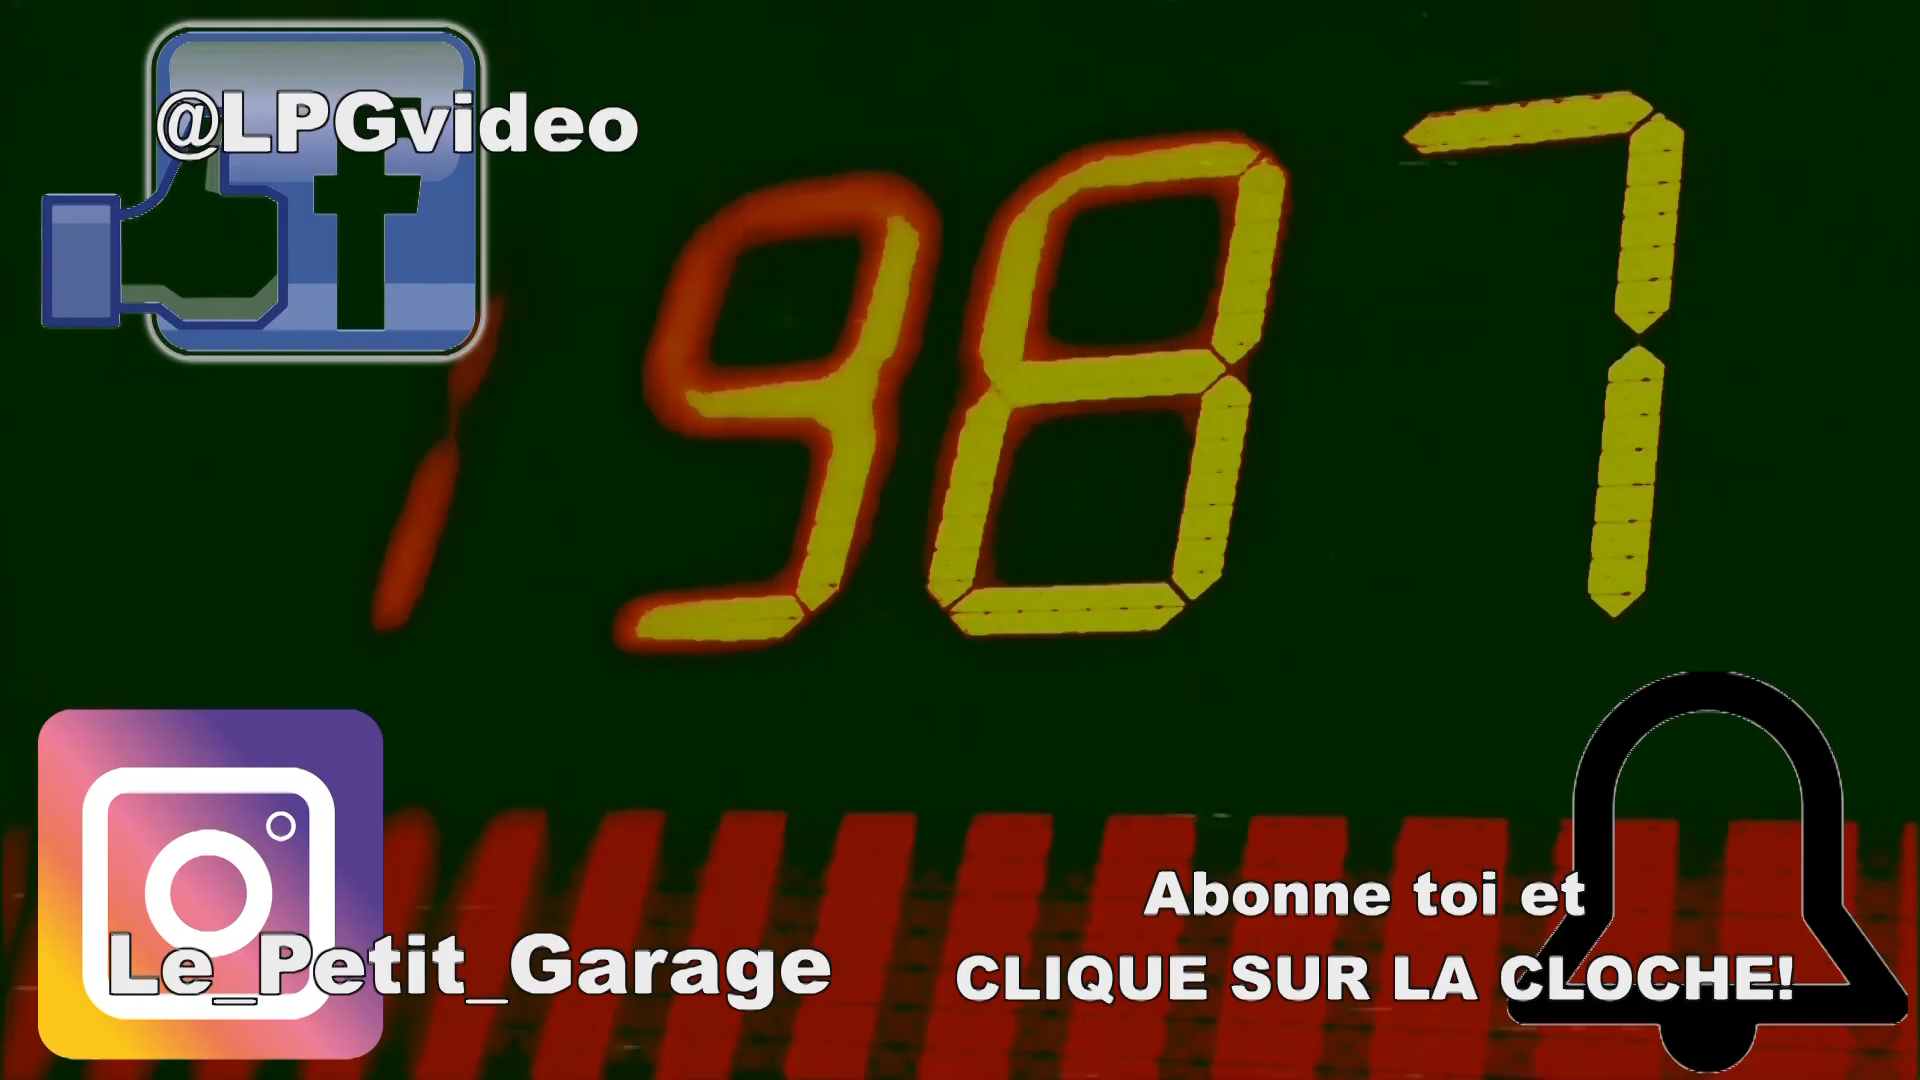 @LPGvideo
1987
Le_Petit_Garage
Abonne toi et
CLIQUE SUR LA CLOCHE!